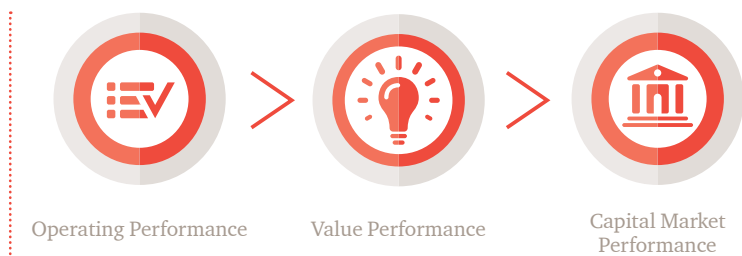 Operating Performance
Value Performance
Capital Market
Performance